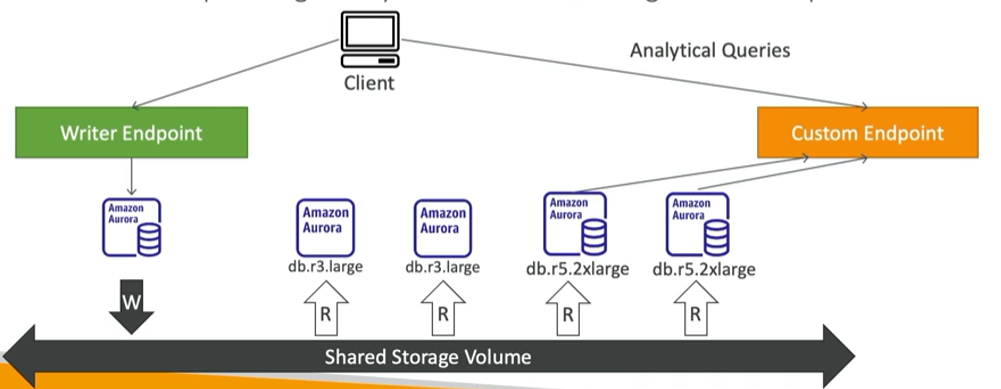 Client
Analytical Queries
Writer Endpoint
Custom Endpoint
Amazon
Aurora
Amazon
Aurora
db.r3.large
Amazon
Aurora
db.r3.large
Amazon
Aurora
db.r5.2xlarge
Amazon
Aurora
db.r5.2xlarge
W
R
R
R
R
Shared Storage Volume